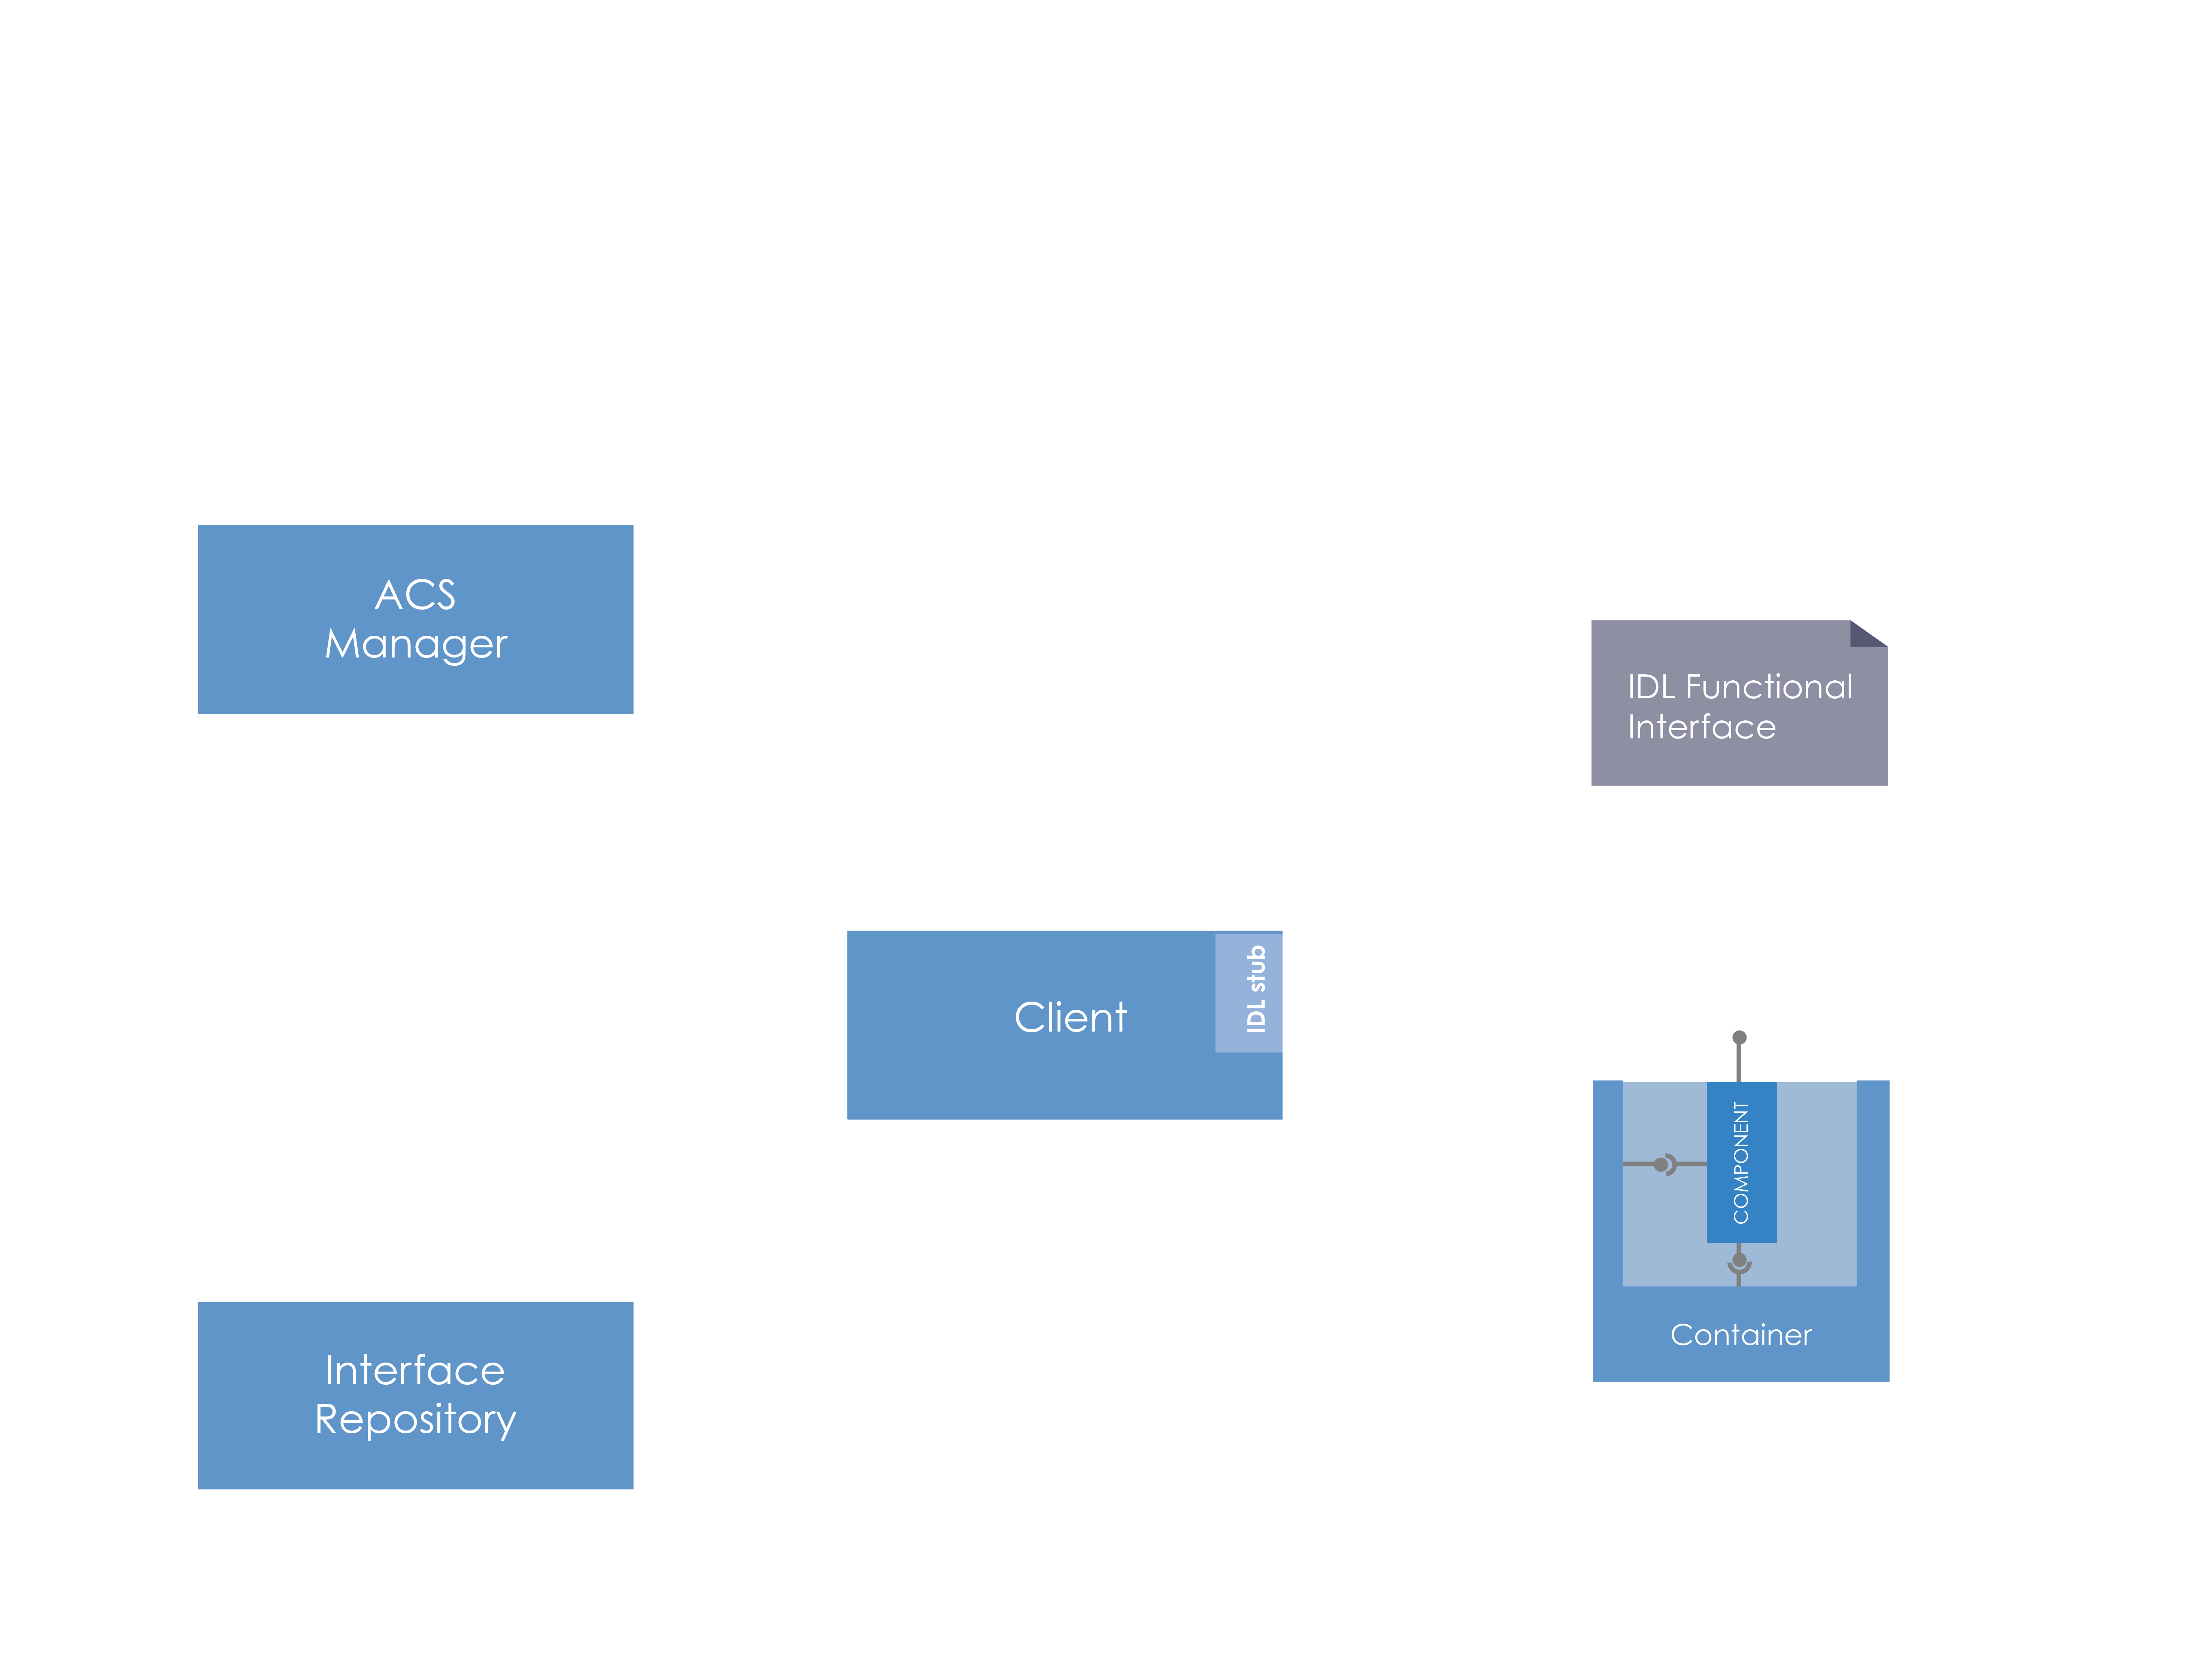 ACS
Manager
IDL Functional
Interface
Client
IDL stub
COMPONENT
Container
Interface
Repository